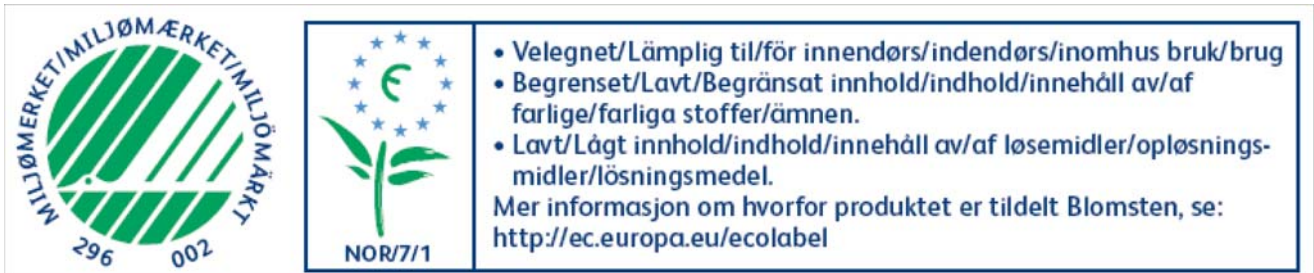 MILJØMERKET/MILJØMÆRKET/MILJÖMÄRKT
296 002
NOR/7/1
• Velegnet/Lämplig til/för innendørs/indendørs/inomhus bruk/brug
• Begrenset/Lavt/Begränsat innhold/indhold/innehåll av/af
farlige/farliga stoffer/ämnen.
• Lavt/Lågt innhold/indhold/innehåll av/af løsemidler/opløsnings-
midler/lösningsmedel.
Mer informasjon om hvorfor produktet er tildelt Blomsten, se:
http://ec.europa.eu/ecolabel